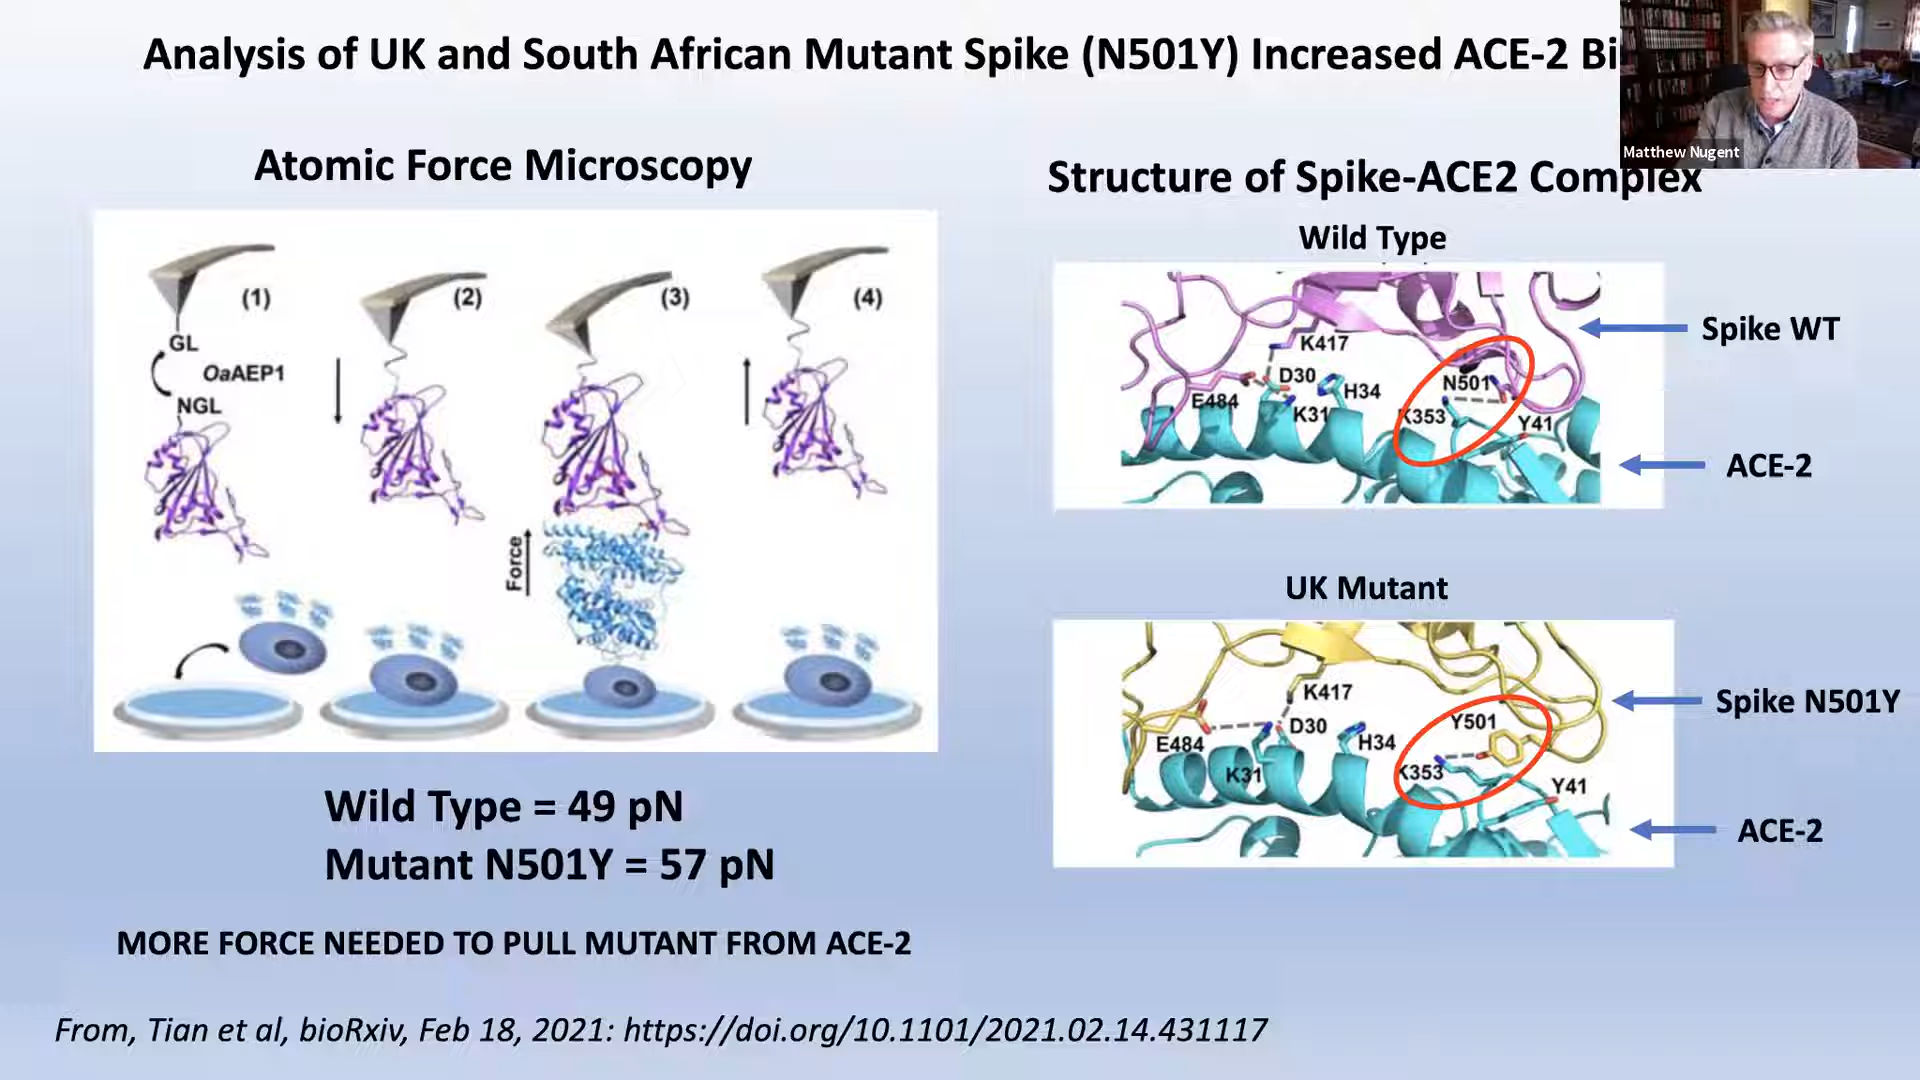 Analysis of UK and South African Mutant Spike (N501Y) Increased ACE-2 Bi
Matthew Nugent
Atomic Force Microscopy
(1)
(2)
(3)
(4)
GL
OaAEP1
NGL
Force
Wild Type = 49 pN
Mutant N501Y = 57 pN
MORE FORCE NEEDED TO PULL MUTANT FROM ACE-2
Structure of Spike-ACE2 Complex
Wild Type
K417
D30
H34
N501
E484
K31
K353
Y41
Spike WT
ACE-2
UK Mutant
K417
Y501
D30
H34
E484
K31
K353
Y41
Spike N501Y
ACE-2
From, Tian et al, bioRxiv, Feb 18, 2021: https://doi.org/10.1101/2021.02.14.431117